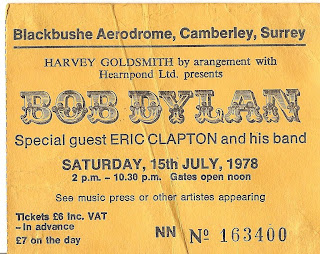 Blackbushe Aerodrome, Camberley, Surrey
HARVEY GOLDSMITH by arangement with
Hearnpond Ltd. presents
BOB DYLAN
Special guest ERIC CLAPTON and his band
SATURDAY, 15th JULY, 1978
2 p.m. – 10.30 p.m. Gates open noon
See music press or other artistes appearing
Tickets £6 Inc. VAT
– In advance
£7 on the day
NN Nº 163400